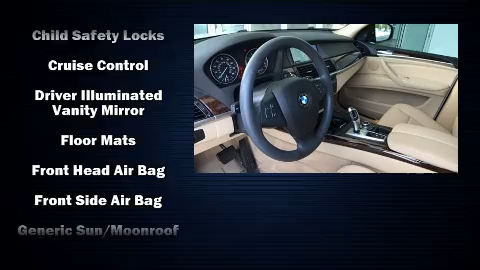 Child Safety Locks
Cruise Control
Driver Illuminated
Vanity Mirror
Floor Mats
Front Head Air Bag
Front Side Air Bag
Generic Sun/Moonroof